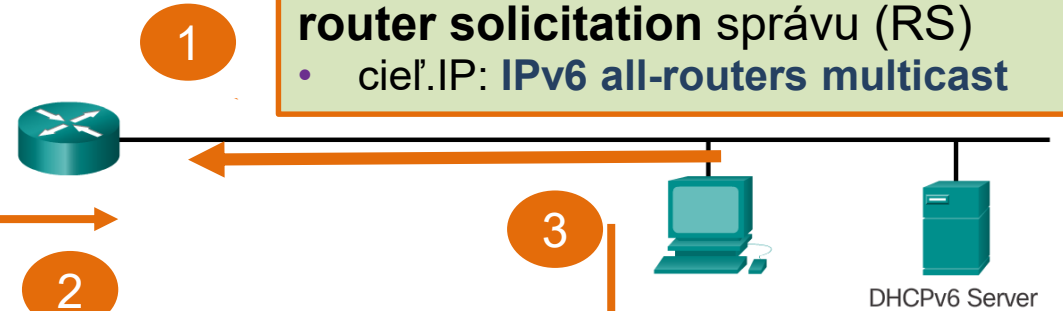 1
router solicitation správu (RS)
• cieľ.IP: IPv6 all-routers multicast
3
2
DHCPv6 Server